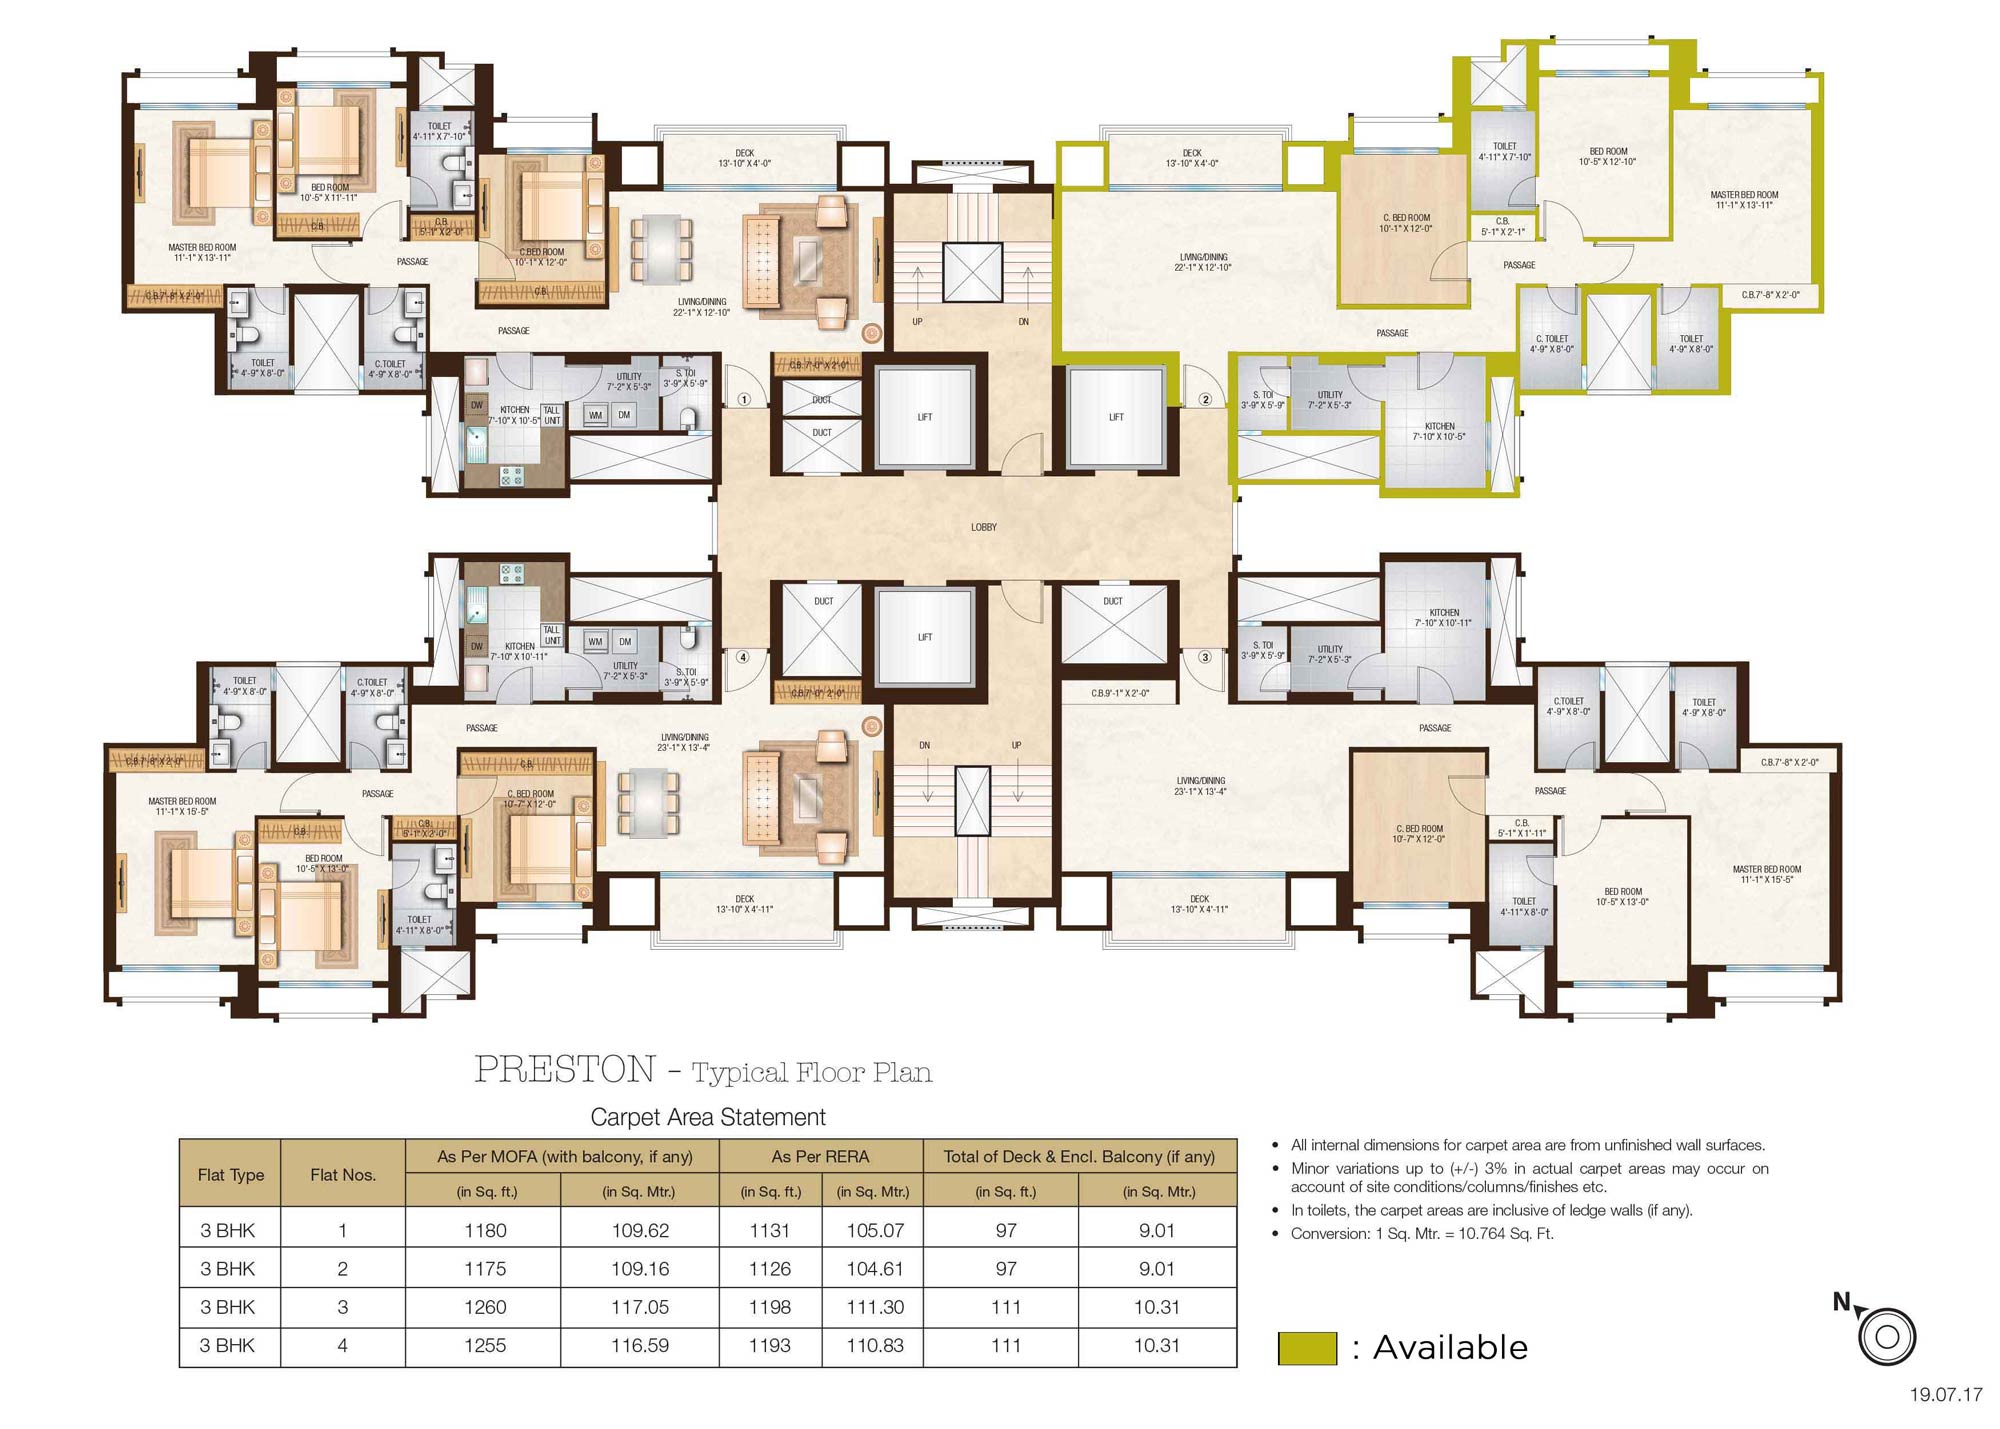 TOILET
4'-11" X 7'-10"
BED ROOM
10'-5" X 11'-11"
C.B.
C.B.
5'-1" X 2'-0"
MASTER BED ROOM
11'-1" X 13'-11"
PASSAGE
C.BED ROOM
10'-1" X 12'-0"
C.B.
C.B.7'-8" X 2'-0"
DECK
13'-10" X 4'-0"
LIVING/DINING
22'-1" X 12'-10"
PASSAGE
TOILET
4'-9" X 8'-0"
C.TOILET
4'-9" X 8'-0"
DW
KITCHEN
7'-10" X 10'-5"
TALL
UNIT
UTILITY
7'-2" X 5'-3"
WM
DM
S. TOI
3'-9" X 5'-9"
C.B. 7'-0" X 2'-0"
1
DUCT
DUCT
UP
DN
LIFT
LIFT
DECK
13'-10" X 4'-0"
LIVING/DINING
22'-1" X 12'-10"
C. BED ROOM
10'-1" X 12'-0"
TOILET
4'-11" X 7'-10"
BED ROOM
10'-5" X 12'-10"
MASTER BED ROOM
11'-1" X 13'-11"
C.B.
5'-1" X 2'-1"
PASSAGE
C.B.7'-8" X 2'-0"
PASSAGE
C. TOILET
4'-9" X 8'-0"
TOILET
4'-9" X 8'-0"
2
S. TOI
3'-9" X 5'-9"
UTILITY
7'-2" X 5'-3"
KITCHEN
7'-10" X 10'-5"
LOBBY
TALL
UNIT
WM
DM
DW
KITCHEN
7'-10" X 10'-11"
UTILITY
7'-2" X 5'-3"
S. TOI
3'-9" X 5'-9"
4
DUCT
LIFT
DUCT
3
S. TOI
3'-9" X 5'-9"
UTILITY
7'-2" X 5'-3"
KITCHEN
7'-10" X 10'-11"
TOILET
4'-9" X 8'-0"
C.TOILET
4'-9" X 8'-0"
C.B.7'-8" X 2'-0"
PASSAGE
LIVING/DINING
23'-1" X 13'-4"
C.B.7'-0" 2'-0"
C.B.
C. BED ROOM
10'-7" X 12'-0"
MASTER BED ROOM
11'-1" X 15'-5"
PASSAGE
C.B.
C.B.
5'-1" X 2'-0"
BED ROOM
10'-5" X 13'-0"
TOILET
4'-11" X 8'-0"
DECK
13'-10" X 4'-11"
DN
UP
C.B.9'-1" X 2'-0"
LIVING/DINING
23'-1" X 13'-4"
DECK
13'-10" X 4'-11"
PASSAGE
C.TOILET
4'-9" X 8'-0"
TOILET
4'-9" X 8'-0"
C.B.7'-8" X 2'-0"
PASSAGE
C. BED ROOM
10'-7" X 12'-0"
C.B.
5'-1" X 1'-11"
TOILET
4'-11" X 8'-0"
BED ROOM
10'-5" X 13'-0"
MASTER BED ROOM
11'-1" X 15'-5"
PRESTON - Typical Floor Plan
Carpet Area Statement
Flat Type Flat Nos. As Per MOFA (with balcony, if any) As Per RERA Total of Deck & Encl. Balcony (if any)
(in Sq. ft.) (in Sq. Mtr.) (in Sq. ft.) (in Sq. Mtr.) (in Sq. ft.) (in Sq. Mtr.)
3 BHK 1 1180 109.62 1131 105.07 97 9.01
3 BHK 2 1175 109.16 1126 104.61 97 9.01
3 BHK 3 1260 117.05 1198 111.30 111 10.31
3 BHK 4 1255 116.59 1193 110.83 111 10.31
• All internal dimensions for carpet area are from unfinished wall surfaces.
• Minor variations up to (+/-) 3% in actual carpet areas may occur on
account of site conditions/columns/finishes etc.
• In toilets, the carpet areas are inclusive of ledge walls (if any).
• Conversion: 1 Sq. Mtr. = 10.764 Sq. Ft.
: Available
N
19.07.17